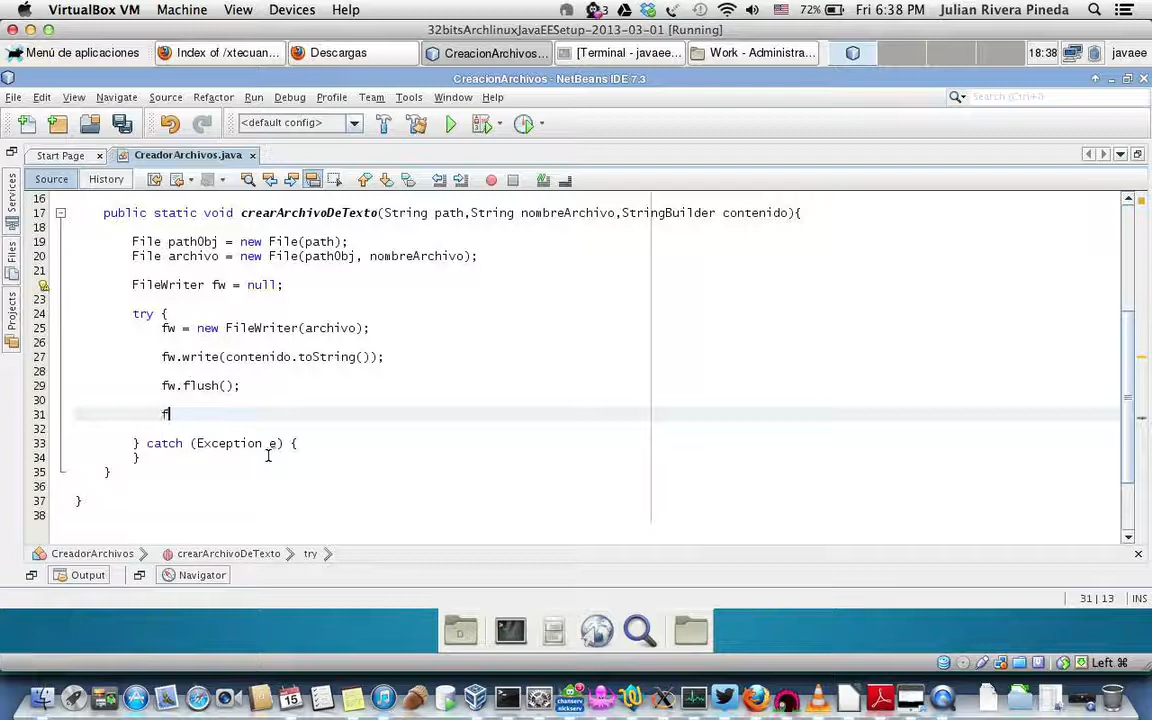 VirtualBox VM Machine View Devices Help 3 72% Fri 6:38 PM Julian Rivera Pineda
32bitsArchlinuxJavaEESetup-2013-03-01 [Running]
Menú de aplicaciones Index of /xtecuan... Descargas CreacionArchivos... [Terminal - javaee... Work - Administra... 18:38 javaee
CreacionArchivos - NetBeans IDE 7.3
File Edit View Navigate Source Refactor Run Debug Profile Team Tools Window Help Search (Ctrl+I)
<default config>
Start Page CreadorArchivos.java
Source History
Services
Files
Projects
16
17 public static void crearArchivoDeTexto(String path,String nombreArchivo,StringBuilder contenido){
18
19 File pathObj = new File(path);
20 File archivo = new File(pathObj, nombreArchivo);
21
FileWriter fw = null;
23
24 try {
25 fw = new FileWriter(archivo);
26
27 fw.write(contenido.toString());
28
29 fw.flush();
30
31 f
32
33 } catch (Exception e) {
34 }
35 }
36
37 }
38
CreadorArchivos crearArchivoDeTexto try
Output Navigator
31 | 13 INS
Left ⌘